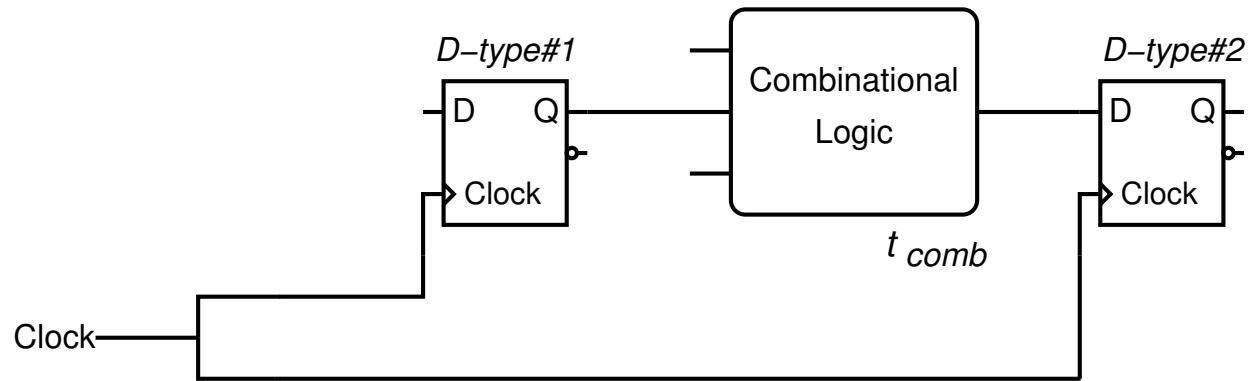 D–type#1
D Q
Clock
Combinational
Logic
t comb
D–type#2
D Q
Clock
Clock